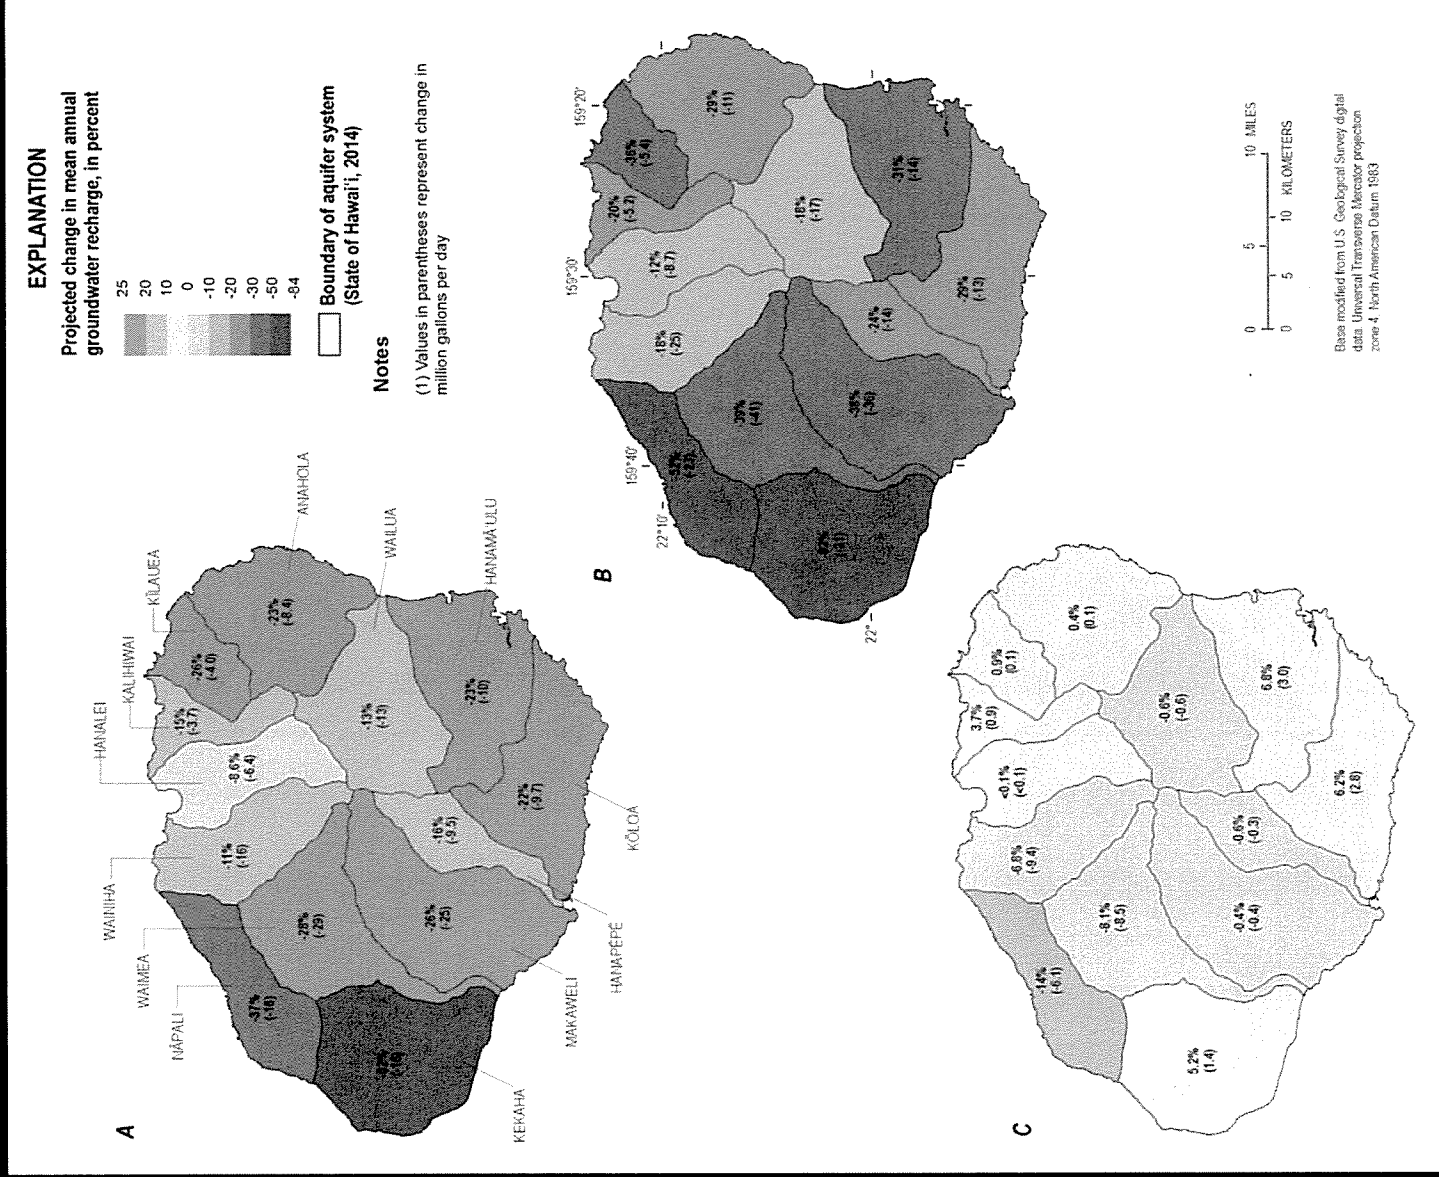 EXPLANATION
Projected change in mean annual
groundwater recharge, in percent
25
20
10
0
-10
-20
-30
-50
-84
Boundary of aquifer system
(State of Hawai'i, 2014)
Notes
(1) Values in parentheses represent change in
million gallons per day
A
NĀPALI
WAIMEA
WAINIHA
HANALEI
KALIHIWAI
KĪLAUEA
ANAHOLA
WAILUA
HANAMĀ'ULU
KŌLOA
HANAPĒPĒ
MAKAWELI
KEKAHA
-37%
(-16)
-28%
(-29)
-11%
(-16)
-8.6%
(-6.4)
-15%
(-3.7)
-26%
(-4.0)
-23%
(-8.4)
-13%
(-13)
-23%
(-10)
22%
(-9.7)
-16%
(-9.5)
-26%
(-25)
B
159°40'
159°30'
159°20'
22°10'
22°
-39%
(-41)
-18%
(-25)
-12%
(-8.7)
-20%
-29%
(-11)
-18%
(-17)
-31%
(-14)
-29%
(-13)
24%
(-14)
-38%
(-36)
C
-14%
(-6.1)
-8.1%
(-8.5)
-6.8%
(-9.4)
<0.1%
(<0.1)
3.7%
(0.9)
0.9%
(0.1)
0.4%
(0.1)
-0.6%
(-0.6)
6.8%
(3.0)
6.2%
(2.8)
-0.6%
(-0.3)
-0.4%
(-0.4)
5.2%
(1.4)
0 5 10 MILES
0 5 10 KILOMETERS
Base modified from U.S. Geological Survey digital
data. Universal Transverse Mercator projection
zone 4. North American Datum 1983